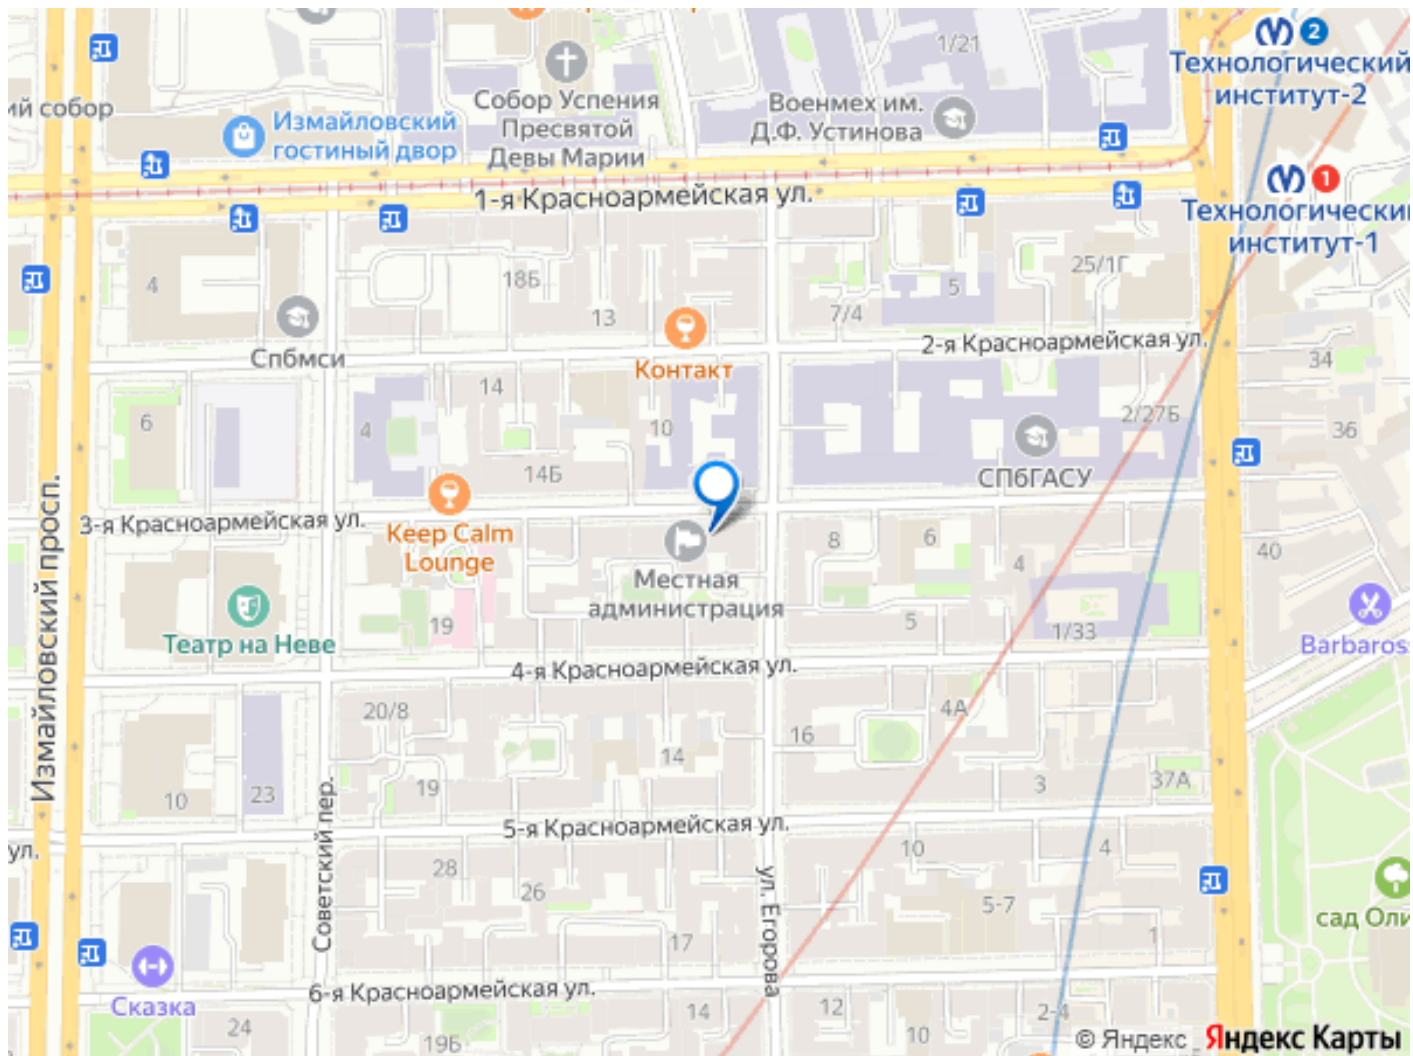 1/21
2
Технологический
институт-2
ий собор
Измайловский
гостиный двор
Собор Успения
Пресвятой
Девы Марии
Военмех им.
Д.Ф. Устинова
1
Технологически
институт-1
1-я Красноармейская ул.
4
18Б
13
7/4
5
25/1Г
Спбмси
Контакт
2-я Красноармейская ул.
34
6
4
14
10
2/27Б
36
14Б
СПбГАСУ
3-я Красноармейская ул.
Keep Calm
Lounge
Местная
администрация
8
6
4
40
Театр на Неве
19
5
1/33
Barbaros
Измайловский просп.
4-я Красноармейская ул.
20/8
4А
16
14
10
23
19
3
37А
Советский пер.
5-я Красноармейская ул.
ул.
28
26
ул. Егорова
10
4
5-7
17
1
сад Оли
Сказка
6-я Красноармейская ул.
24
19Б
14
12
10
2-4
© Яндекс Яндекс Карты